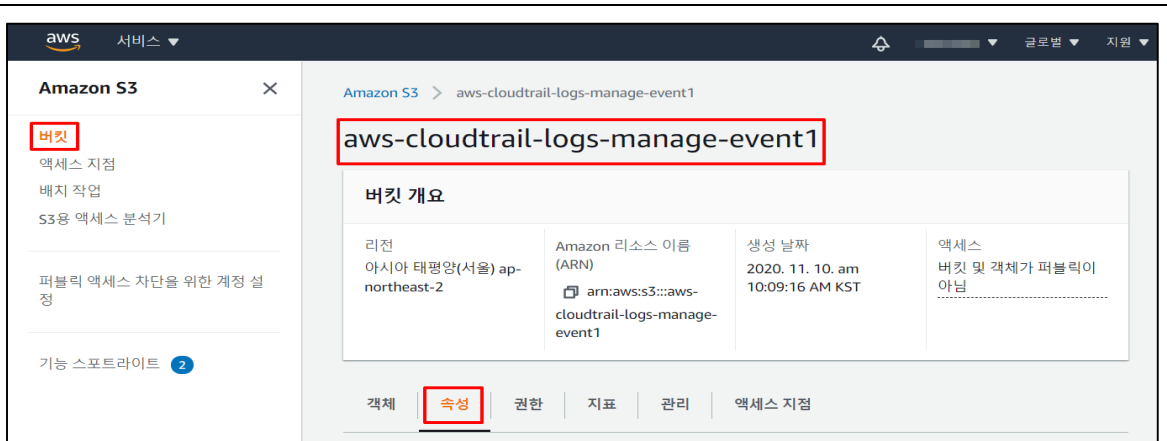 aws 서비스 ▼ ▼ 글로벌 ▼ 지원 ▼
Amazon S3 ×
버킷
액세스 지점
배치 작업
S3용 액세스 분석기
퍼블릭 액세스 차단을 위한 계정 설
정
기능 스포트라이트 2
Amazon S3 > aws-cloudtrail-logs-manage-event1
aws-cloudtrail-logs-manage-event1
버킷 개요
리전
아시아 태평양(서울) ap-
northeast-2
Amazon 리소스 이름
(ARN)
arn:aws:s3:::aws-
cloudtrail-logs-manage-
event1
생성 날짜
2020. 11. 10. am
10:09:16 AM KST
액세스
버킷 및 객체가 퍼블릭이
아님
객체 속성 권한 지표 관리 액세스 지점